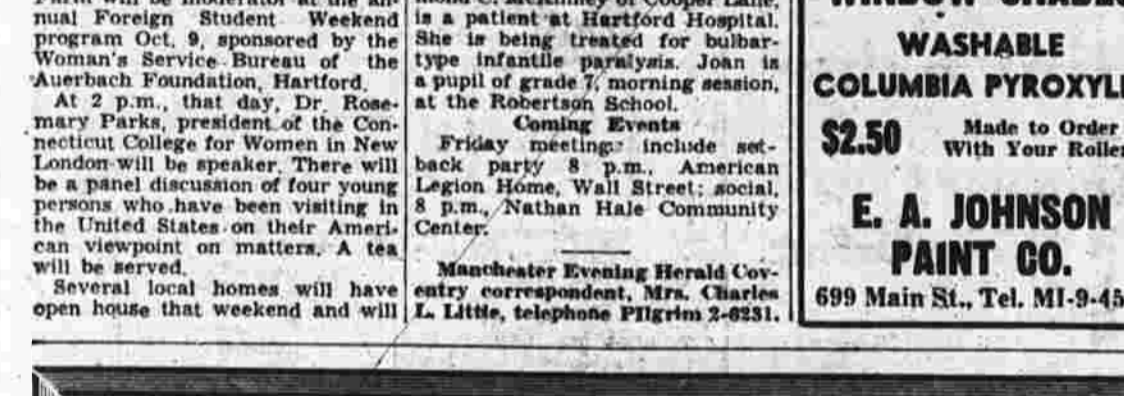 nual Foreign Student Weekend
program Oct. 9, sponsored by the
Woman's Service Bureau of the
Auerbach Foundation, Hartford.
At 2 p.m., that day, Dr. Rose-
mary Parks, president of the Con-
necticut College for Women in New
London will be speaker. There will
be a panel discussion of four young
persons who have been visiting in
the United States on their Ameri-
can viewpoint on matters. A tea
will be served.
Several local homes will have
open house that weekend and will
is a patient at Hartford Hospital.
She is being treated for bulbar-
type infantile paralysis. Joan is
a pupil of grade 7, morning session,
at the Robertson School.
Coming Events
Friday meetings include set-
back party 8 p.m., American
Legion Home, Wall Street; social,
8 p.m., Nathan Hale Community
Center.
Manchester Evening Herald Cov-
entry correspondent, Mrs. Charles
L. Little, telephone PIlgrim 2-6231.
WASHABLE
COLUMBIA PYROXYLI
$2.50
Made to Order
With Your Roller
E. A. JOHNSON
PAINT CO.
699 Main St., Tel. MI-9-45